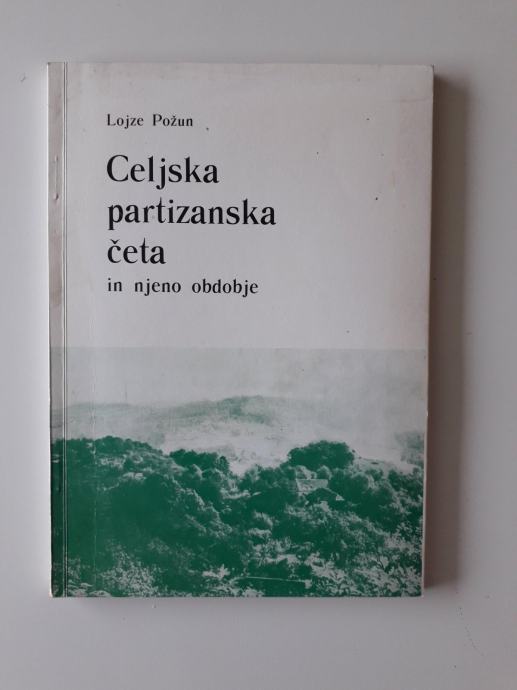 Lojze Požun
Celjska
partizanska
četa
in njeno obdobje